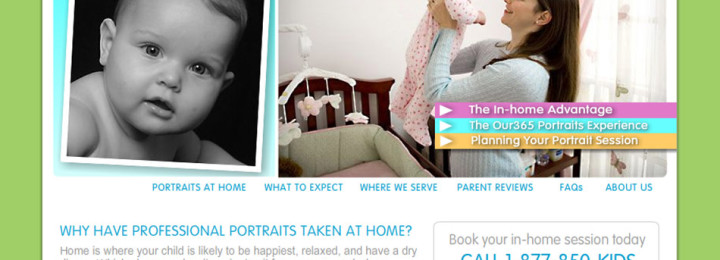 The In-home Advantage
The Our365 Portraits Experience
Planning Your Portrait Session
PORTRAITS AT HOME WHAT TO EXPECT WHERE WE SERVE PARENT REVIEWS FAQs ABOUT US
WHY HAVE PROFESSIONAL PORTRAITS TAKEN AT HOME?
Home is where your child is likely to be happiest, relaxed, and have a dry
Book your in-home session today
CALL 1-877-850-KIDS